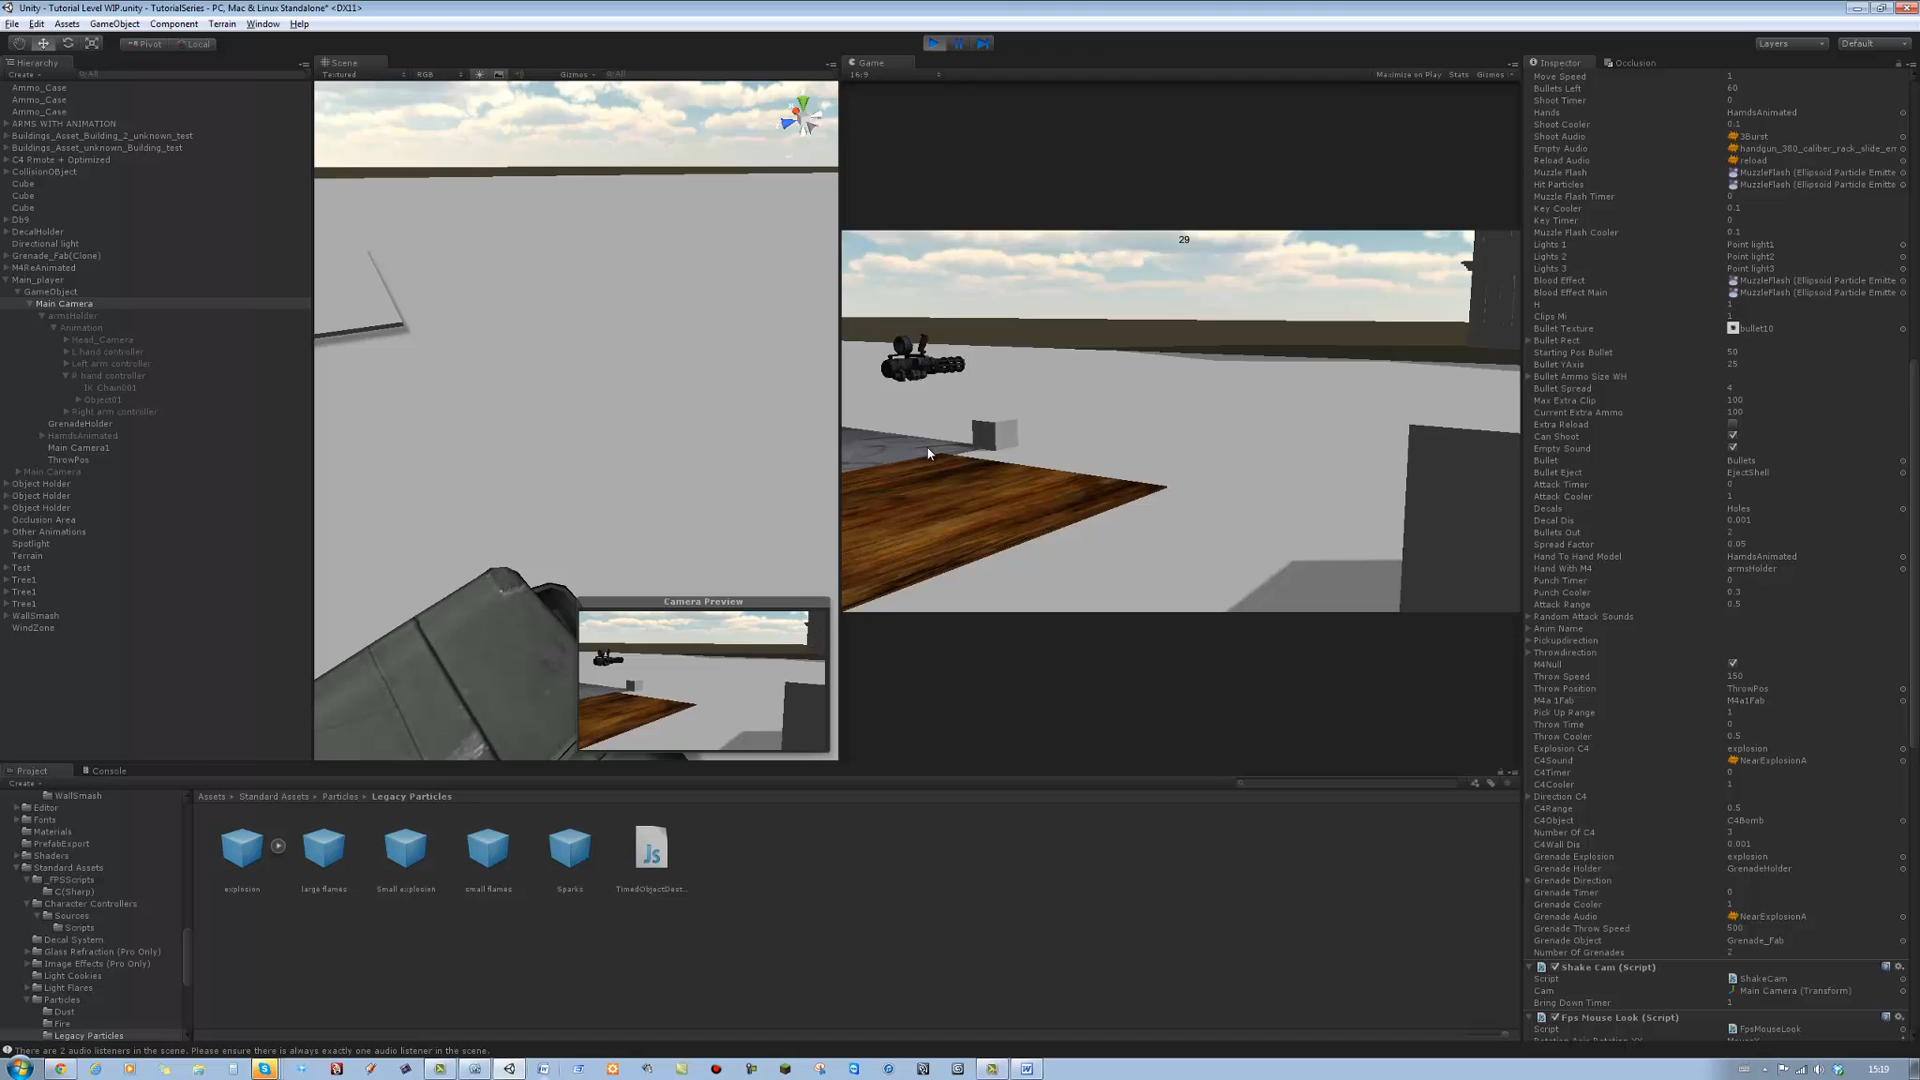 Unity - Tutorial Level WIP.unity - TutorialSeries - PC, Mac & Linux Standalone* <DX11>
File Edit Assets GameObject Component Terrain Window Help
Pivot Local
Layers Default
Hierarchy
Create All
Ammo_Case
Ammo_Case
Ammo_Case
ARMS WITH ANIMATION
Buildings_Asset_Building_2_unknown_test
Buildings_Asset_unknown_Building_test
C4 Rmote + Optimized
CollisionOBject
Cube
Cube
Cube
Db9
DecalHolder
Directional light
Grenade_Fab(Clone)
M4ReAnimated
Main_player
GameObject
Main Camera
armsHolder
Animation
Head_Camera
L hand controller
Left arm controller
R hand controller
IK Chain001
Object01
Right arm controller
GrenadeHolder
HamdsAnimated
Main Camera1
ThrowPos
Main Camera
Object Holder
Object Holder
Object Holder
Occlusion Area
Other Animations
Spotlight
Terrain
Test
Tree1
Tree1
Tree1
WallSmash
WindZone
Scene
Textured RGB Gizmos All
Camera Preview
Game
16:9 Maximize on Play Stats Gizmos
29
Inspector Occlusion
Move Speed 1
Bullets Left 60
Shoot Timer 0
Hands HamdsAnimated
Shoot Cooler 0.1
Shoot Audio 3Burst
Empty Audio handgun_380_caliber_rack_slide_em
Reload Audio reload
Muzzle Flash MuzzleFlash (Ellipsoid Particle Emitte
Hit Particles MuzzleFlash (Ellipsoid Particle Emitte
Muzzle Flash Timer 0
Key Cooler 0.1
Key Timer 0
Muzzle Flash Cooler 0.1
Lights 1 Point light1
Lights 2 Point light2
Lights 3 Point light3
Blood Effect MuzzleFlash (Ellipsoid Particle Emitte
Blood Effect Main MuzzleFlash (Ellipsoid Particle Emitte
H 1
Clips Mi 1
Bullet Texture bullet10
Bullet Rect
Starting Pos Bullet 50
Bullet YAxis 25
Bullet Ammo Size WH
Bullet Spread 4
Max Extra Clip 100
Current Extra Ammo 100
Extra Reload
Can Shoot
Empty Sound
Bullet Bullets
Bullet Eject EjectShell
Attack Timer 0
Attack Cooler 1
Decals Holes
Decal Dis 0.001
Bullets Out 2
Spread Factor 0.05
Hand To Hand Model HamdsAnimated
Hand With M4 armsHolder
Punch Timer 0
Punch Cooler 0.3
Attack Range 0.5
Random Attack Sounds
Anim Name
Pickupdirection
Throwdirection
M4Null
Throw Speed 150
Throw Position ThrowPos
M4a 1Fab M4a1Fab
Pick Up Range 1
Throw Time 0
Throw Cooler 0.5
Explosion C4 explosion
C4Sound NearExplosionA
C4Timer 0
C4Cooler 1
Direction C4
C4Range 0.5
C4Object C4Bomb
Number Of C4 3
C4Wall Dis 0.001
Grenade Explosion explosion
Grenade Holder GrenadeHolder
Grenade Direction
Grenade Timer 0
Grenade Cooler 1
Grenade Audio NearExplosionA
Grenade Throw Speed 500
Grenade Object Grenade_Fab
Number Of Grenades 2
Shake Cam (Script)
Script ShakeCam
Cam Main Camera (Transform)
Bring Down Timer 1
Fps Mouse Look (Script)
Script FpsMouseLook
Project Console
Create
WallSmash
Editor
Fonts
Materials
PrefabExport
Shaders
Standard Assets
_FPSScripts
C(Sharp)
Character Controllers
Sources
Scripts
Decal System
Glass Refraction (Pro Only)
Image Effects (Pro Only)
Light Cookies
Light Flares
Particles
Dust
Fire
Legacy Particles
Assets Standard Assets Particles Legacy Particles
explosion large flames Small explosion small flames Sparks TimedObjectDest...
Js
There are 2 audio listeners in the scene. Please ensure there is always exactly one audio listener in the scene.
15:19